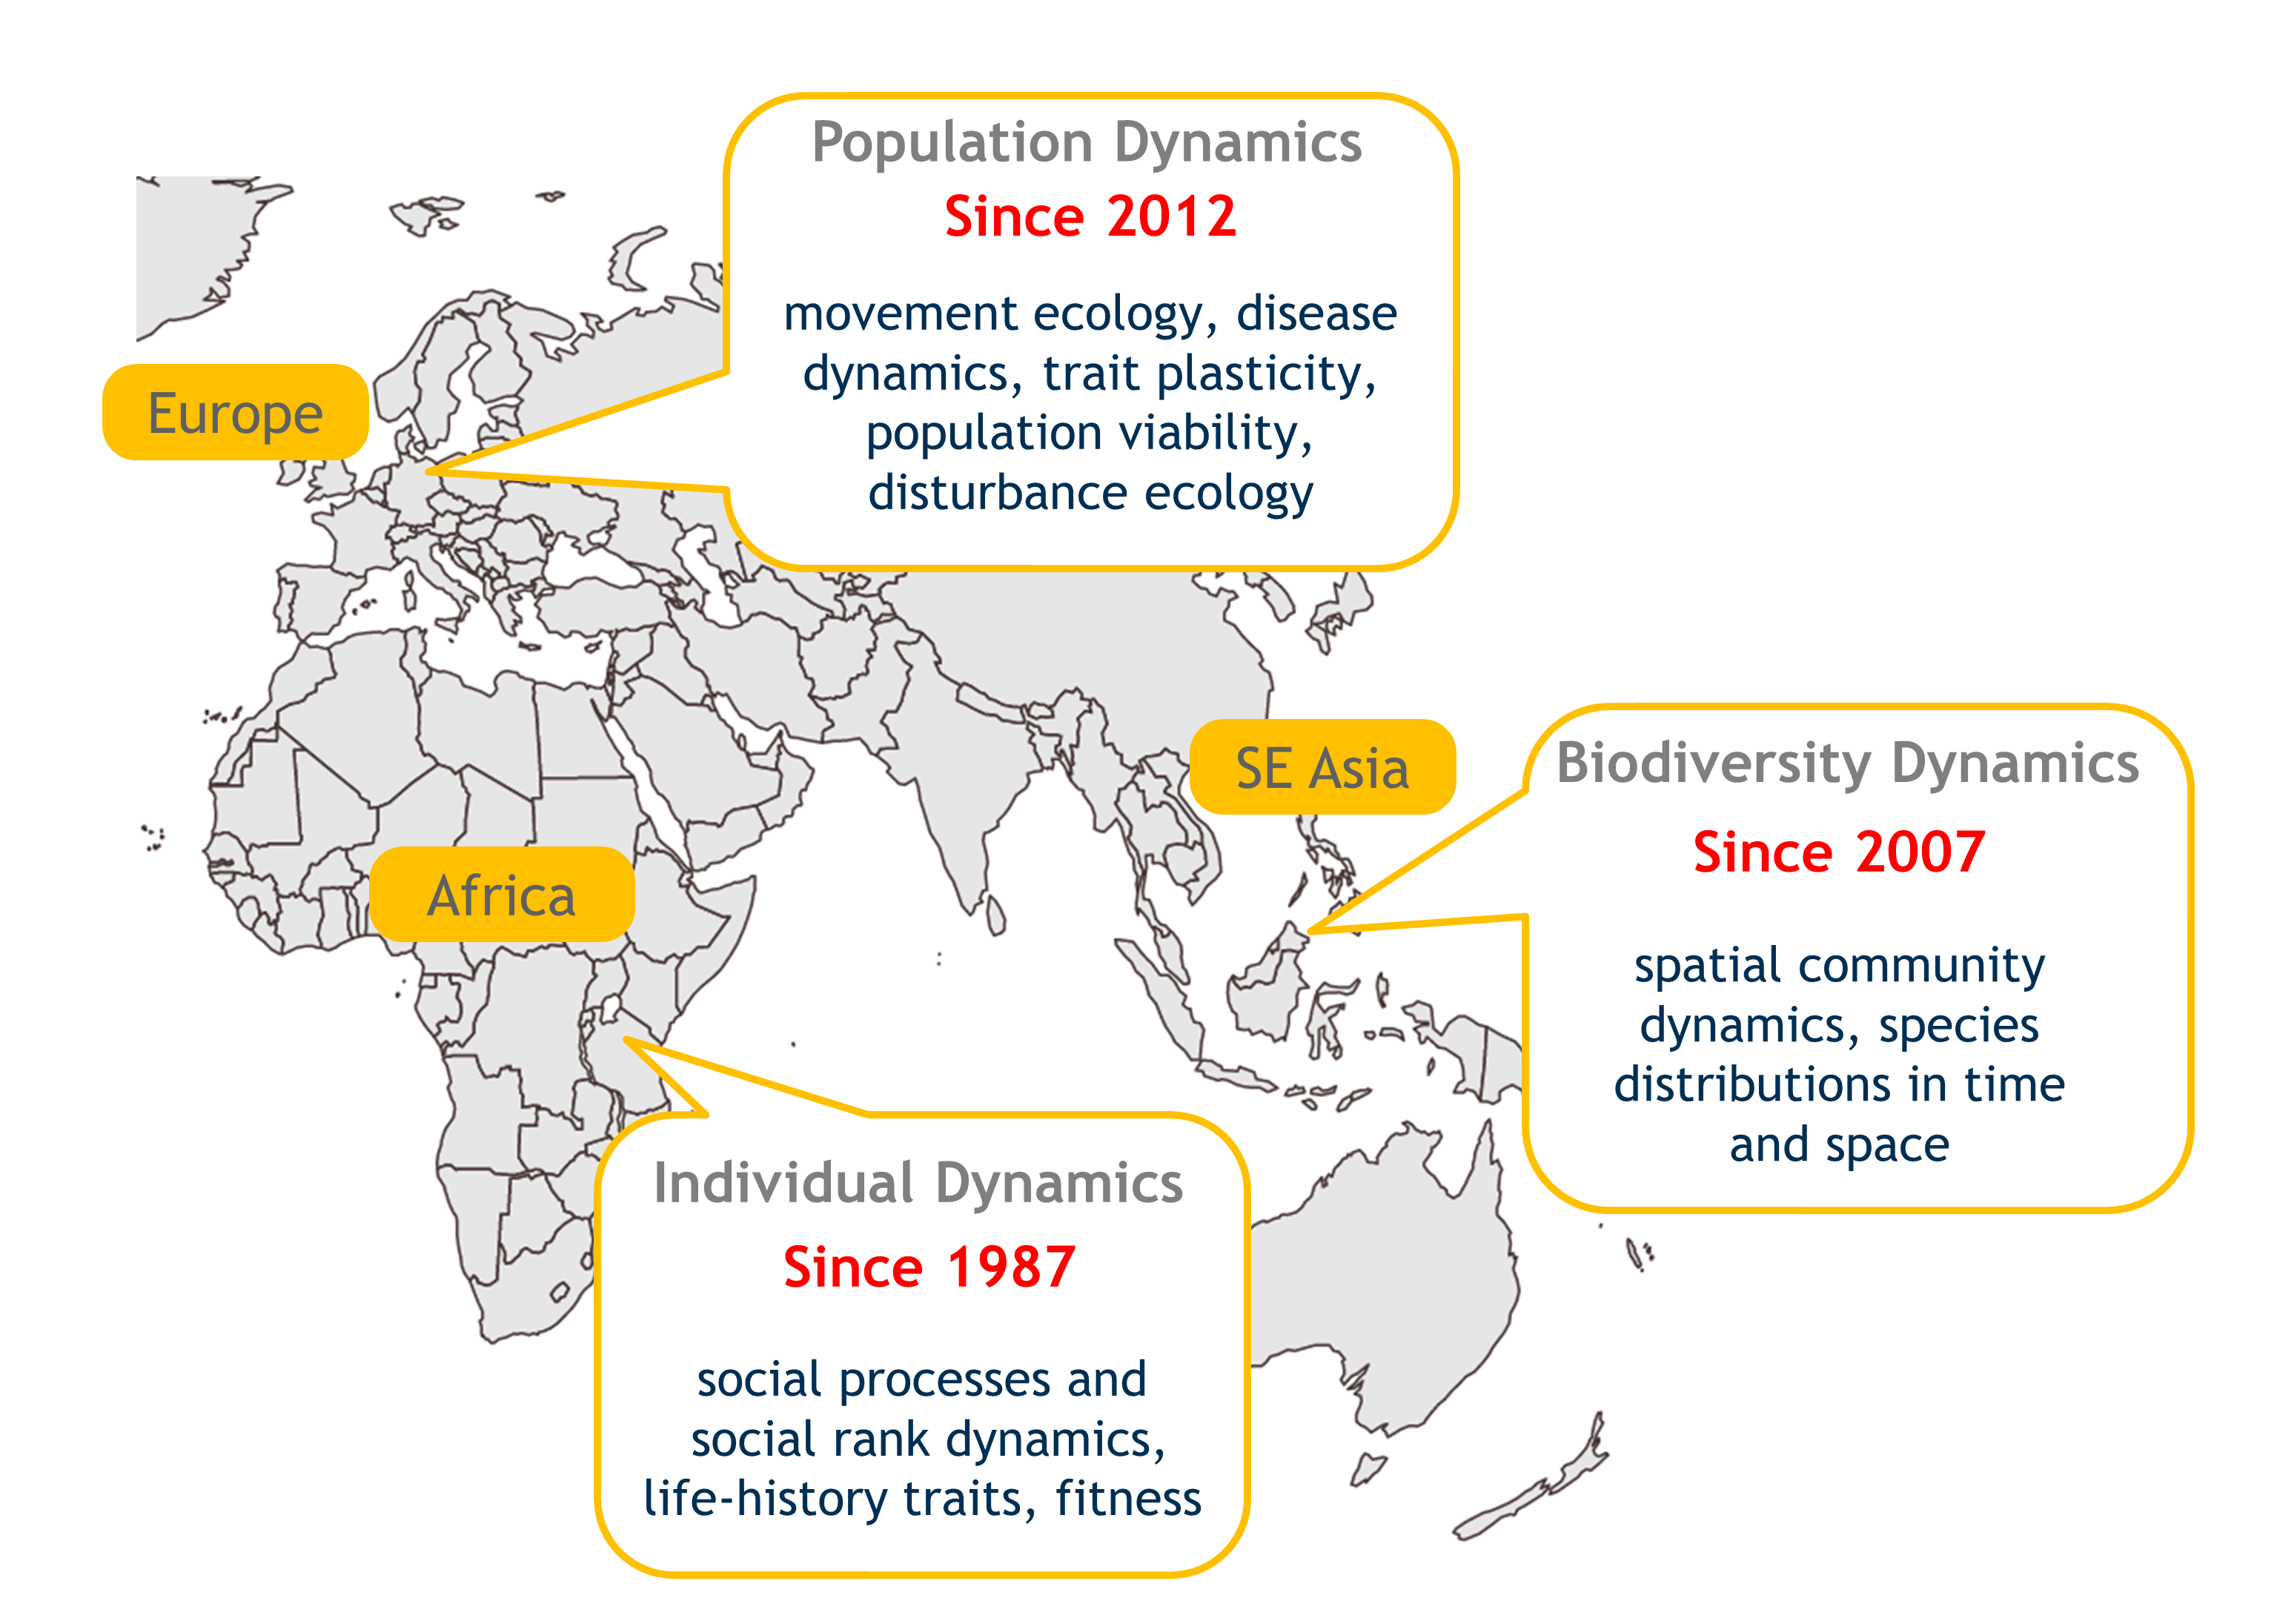 Population Dynamics
Since 2012
movement ecology, disease
dynamics, trait plasticity,
population viability,
disturbance ecology
Europe
SE Asia
Biodiversity Dynamics
Since 2007
spatial community
dynamics, species
distributions in time
and space
Africa
Individual Dynamics
Since 1987
social processes and
social rank dynamics,
life-history traits, fitness